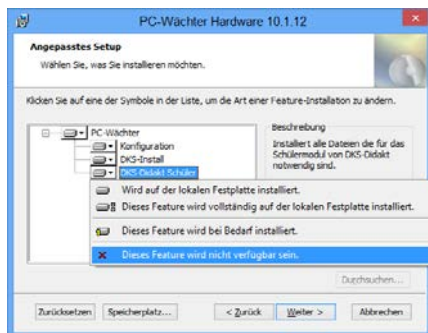 PC-Wächter Hardware 10.1.12
Angepasstes Setup
Wählen Sie, was Sie installieren möchten.
Klicken Sie auf eine der Symbole in der Liste, um die Art einer Feature-Installation zu ändern.
PC-Wächter
Konfiguration
DKS-Install
DKS-Didakt Schüler
Beschreibung
Installiert alle Dateien die für das
Schülermodul von DKS-Didakt
notwendig sind.
Wird auf der lokalen Festplatte installiert.
Dieses Feature wird vollständig auf der lokalen Festplatte installiert.
Dieses Feature wird bei Bedarf installiert.
Dieses Feature wird nicht verfügbar sein.
Durchsuchen...
Zurücksetzen
Speicherplatz...
< Zurück
Weiter >
Abbrechen